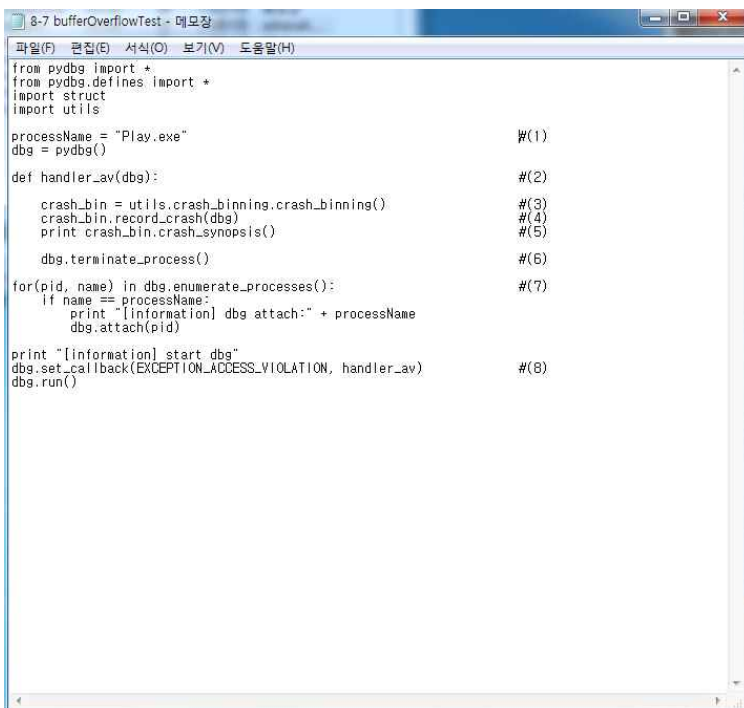 8-7 bufferOverflowTest - 메모장
파일(F) 편집(E) 서식(O) 보기(V) 도움말(H)
from pydbg import *
from pydbg.defines import *
import struct
import utils
processName = "Play.exe" #(1)
dbg = pydbg()
def handler_av(dbg): #(2)
crash_bin = utils.crash_binning.crash_binning() #(3)
crash_bin.record_crash(dbg) #(4)
print crash_bin.crash_synopsis() #(5)
dbg.terminate_process() #(6)
for(pid, name) in dbg.enumerate_processes(): #(7)
if name == processName:
print "[information] dbg attach:" + processName
dbg.attach(pid)
print "[information] start dbg"
dbg.set_callback(EXCEPTION_ACCESS_VIOLATION, handler_av) #(8)
dbg.run()